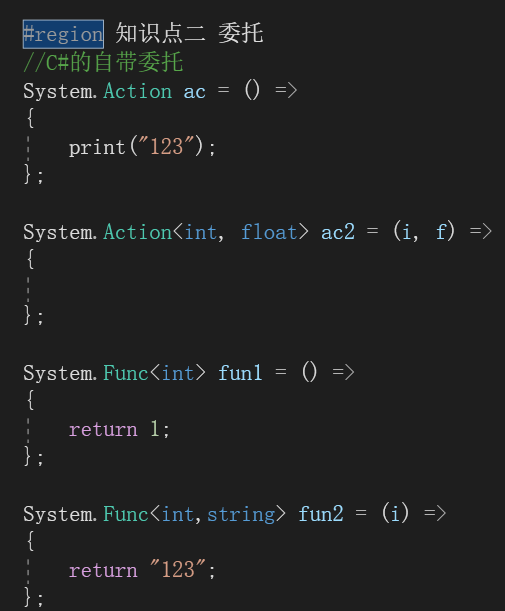 #region 知识点二 委托
//C#的自带委托
System.Action ac = () =>
{
    print("123");
};
System.Action<int, float> ac2 = (i, f) =>
{
};
System.Func<int> fun1 = () =>
{
    return 1;
};
System.Func<int,string> fun2 = (i) =>
{
    return "123";
};